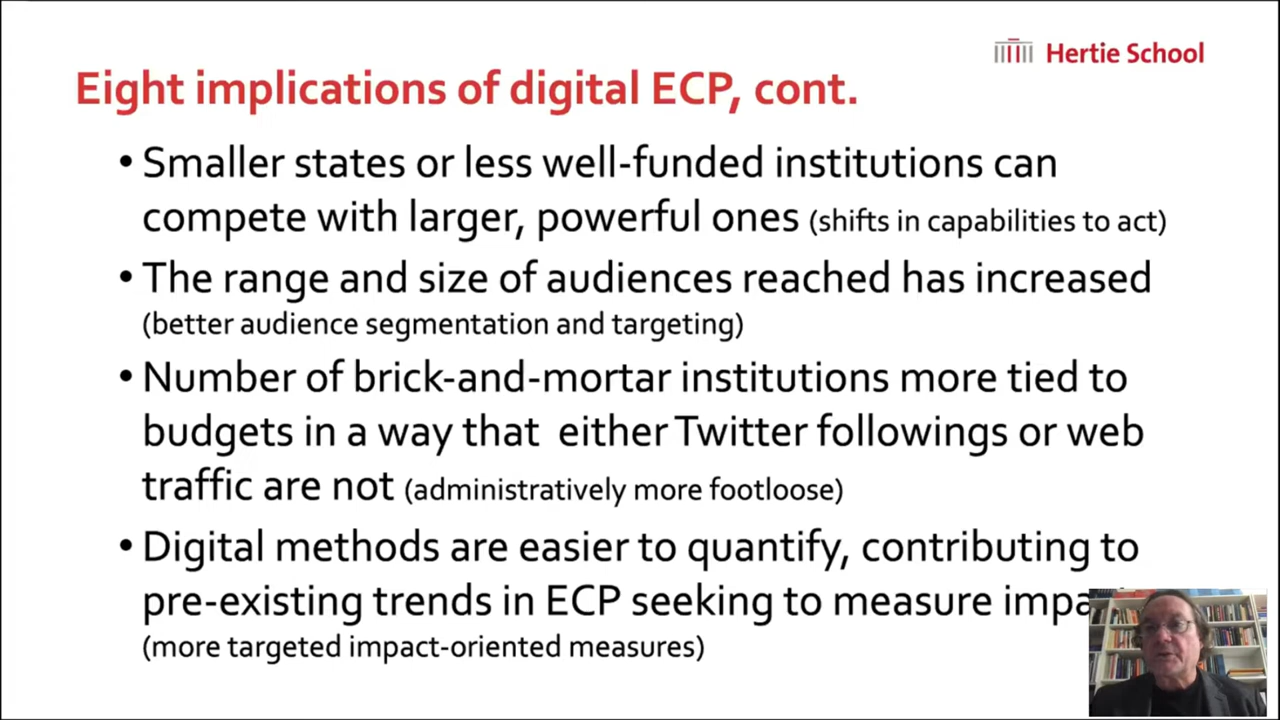 Hertie School
Eight implications of digital ECP, cont.
• Smaller states or less well-funded institutions can
compete with larger, powerful ones (shifts in capabilities to act)
• The range and size of audiences reached has increased
(better audience segmentation and targeting)
• Number of brick-and-mortar institutions more tied to
budgets in a way that either Twitter followings or web
traffic are not (administratively more footloose)
• Digital methods are easier to quantify, contributing to
pre-existing trends in ECP seeking to measure
(more targeted impact-oriented measures)